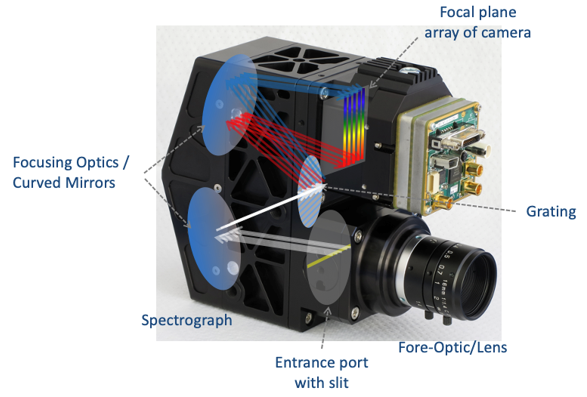 Focal plane
array of camera
Focusing Optics /
Curved Mirrors
Grating
Spectrograph
Fore-Optic/Lens
Entrance port
with slit